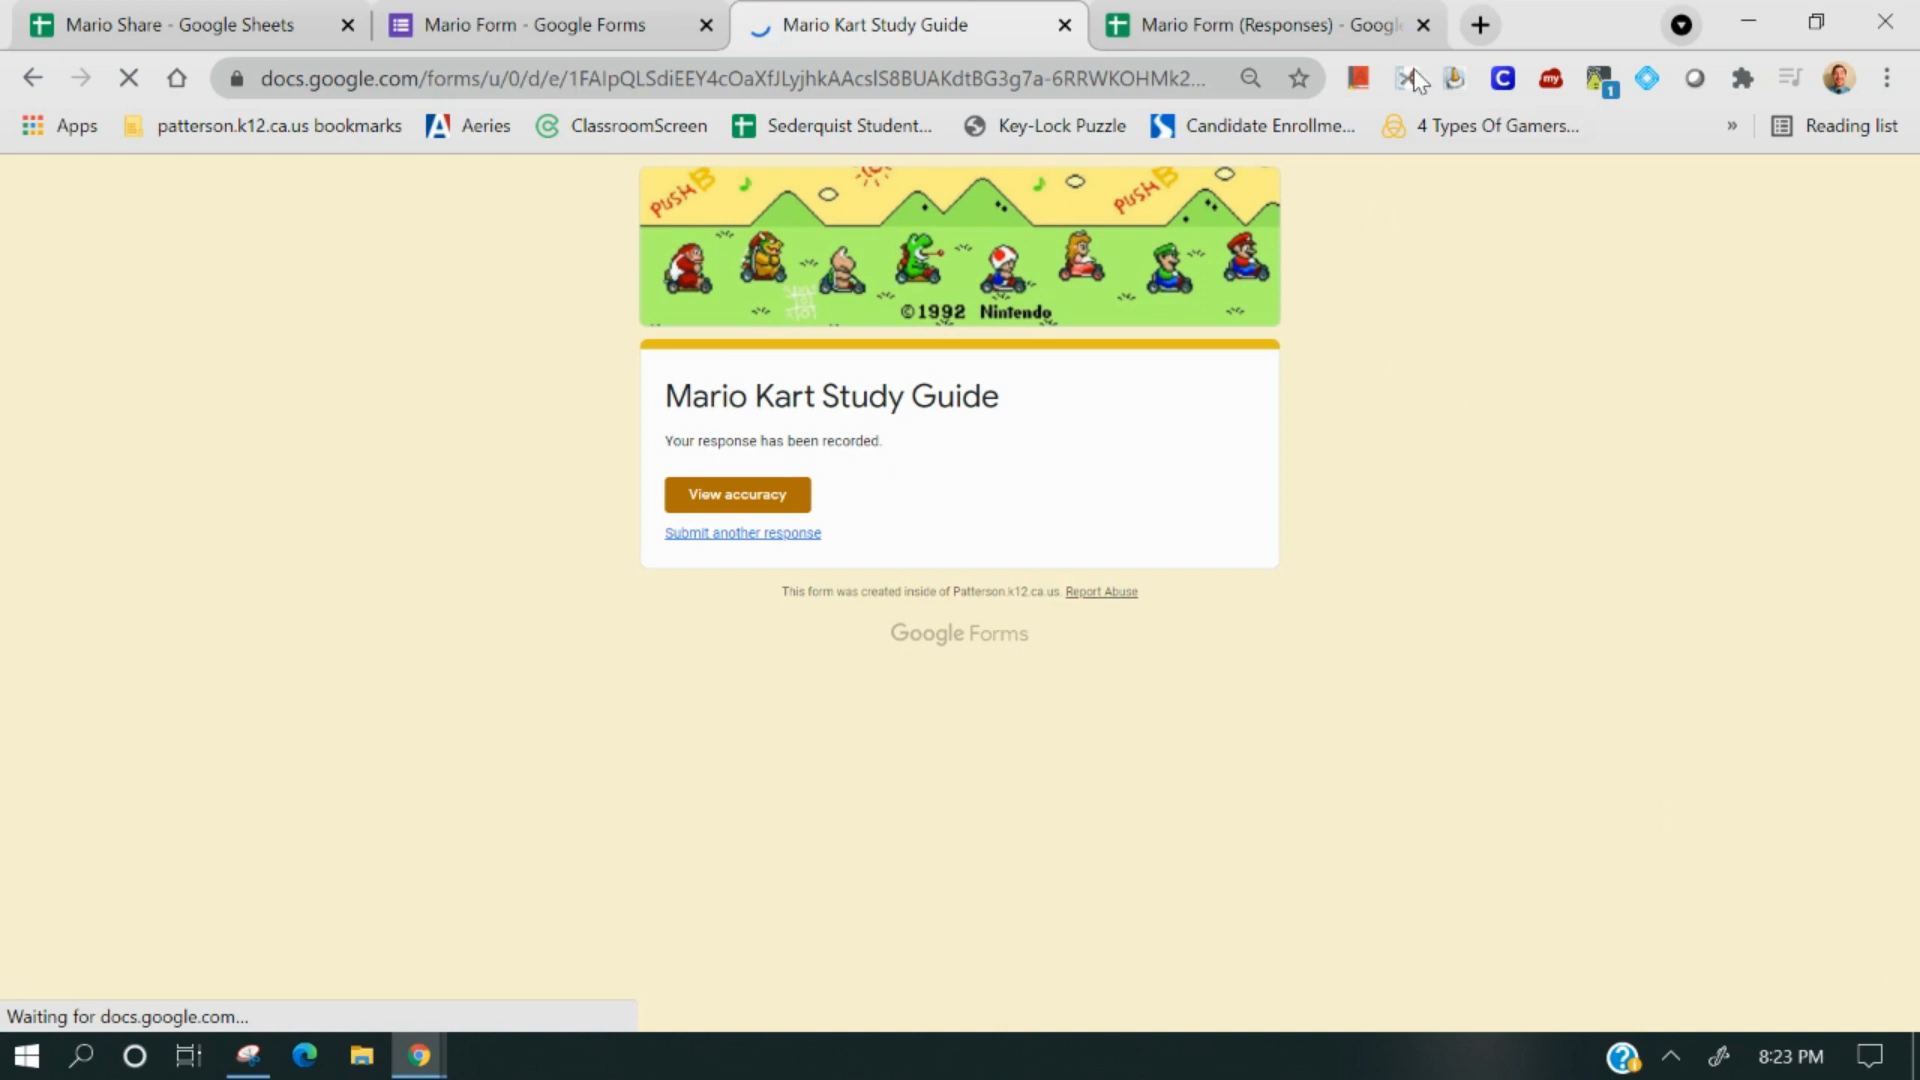 Mario Share - Google Sheets
Mario Form - Google Forms
Mario Kart Study Guide
Mario Form (Responses) - Googl
docs.google.com/forms/u/0/d/e/1FAIpQLSdiEEY4cOaXfJLyjhkAAcslS8BUAKdtBG3g7a-6RRWKOHMk2...
C
my
1
Apps
patterson.k12.ca.us bookmarks
Aeries
ClassroomScreen
Sederquist Student...
Key-Lock Puzzle
Candidate Enrollme...
4 Types Of Gamers...
»
Reading list
PUSH B
PUSH B
©1992 Nintendo
Mario Kart Study Guide
Your response has been recorded.
View accuracy
Submit another response
This form was created inside of Patterson.k12.ca.us. Report Abuse
Google Forms
Waiting for docs.google.com...
8:23 PM